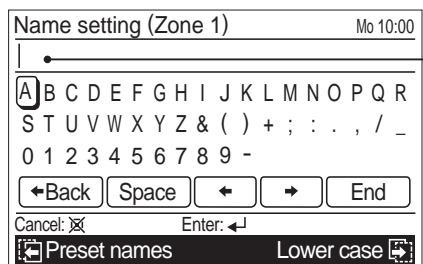 Name setting (Zone 1) Mo 10:00
A B C D E F G H I J K L M N O P Q R
S T U V W X Y Z & ( ) + ; : . , / _
0 1 2 3 4 5 6 7 8 9 -
←Back Space ← → End
Cancel: Enter: ↵
Preset names Lower case